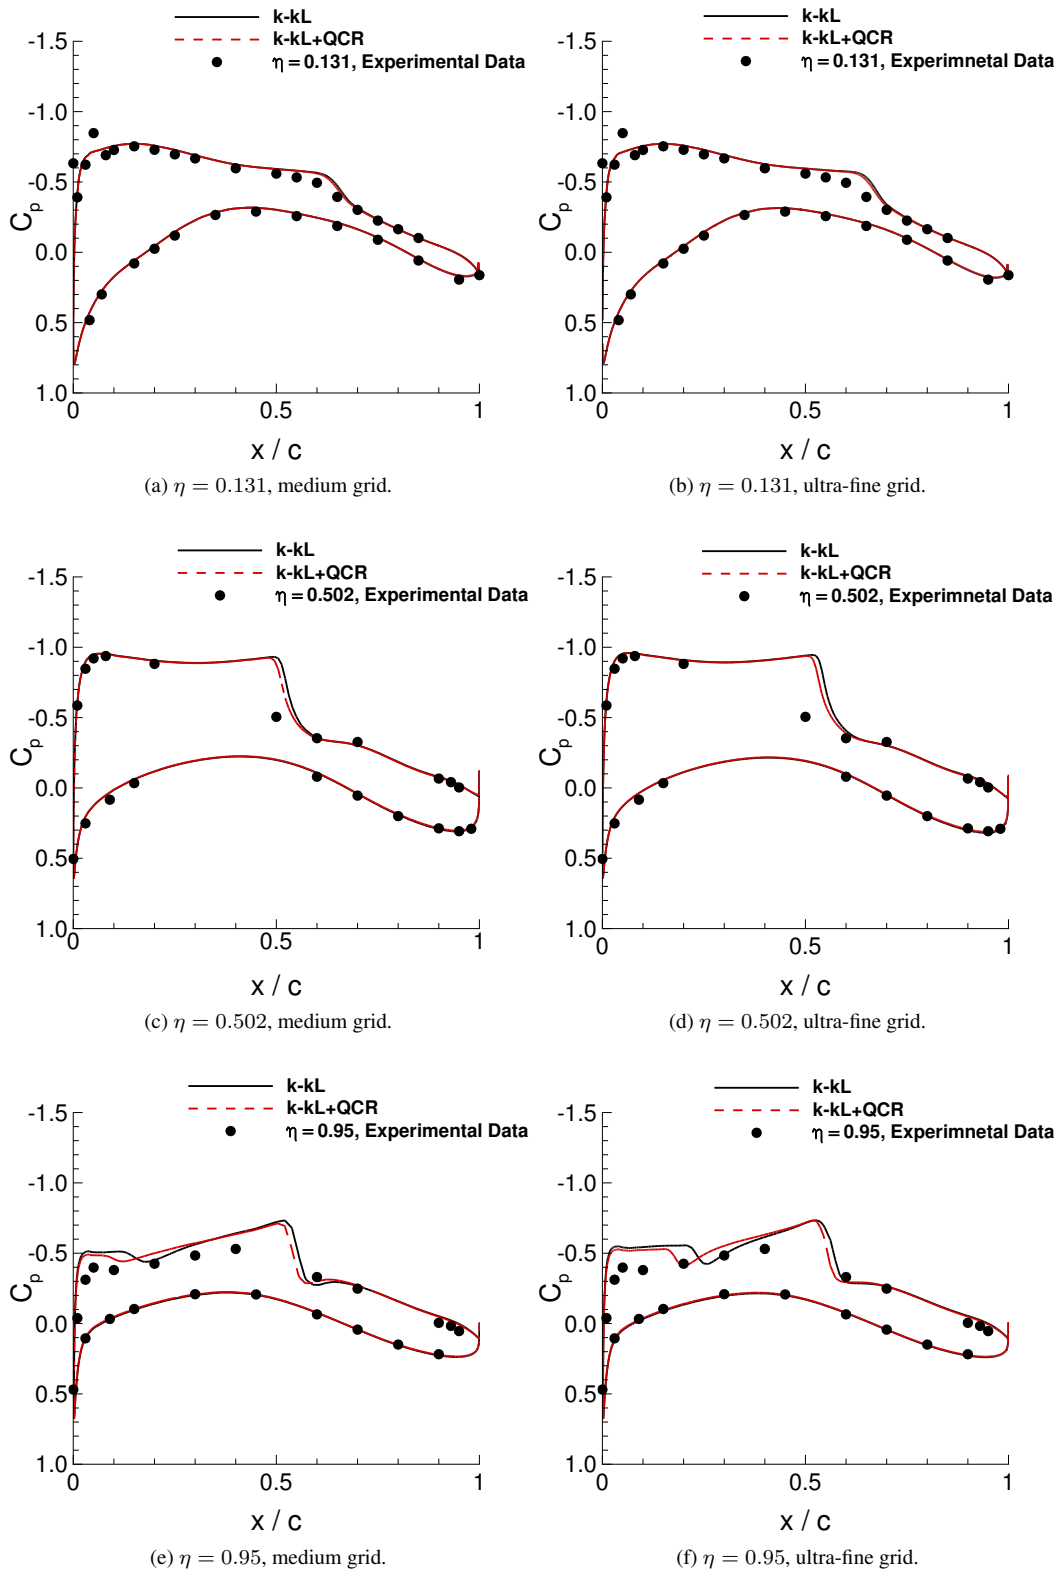 k-kL
k-kL+QCR
η = 0.131, Experimental Data
-1.5
-1.0
-0.5
0.0
0.5
1.0
Cp
0
0.5
1
x / c
(a) η = 0.131, medium grid.
k-kL
k-kL+QCR
η = 0.131, Experimnetal Data
-1.5
-1.0
-0.5
0.0
0.5
1.0
Cp
0
0.5
1
x / c
(b) η = 0.131, ultra-fine grid.
k-kL
k-kL+QCR
η = 0.502, Experimental Data
-1.5
-1.0
-0.5
0.0
0.5
1.0
Cp
0
0.5
1
x / c
(c) η = 0.502, medium grid.
k-kL
k-kL+QCR
η = 0.502, Experimnetal Data
-1.5
-1.0
-0.5
0.0
0.5
1.0
Cp
0
0.5
1
x / c
(d) η = 0.502, ultra-fine grid.
k-kL
k-kL+QCR
η = 0.95, Experimental Data
-1.5
-1.0
-0.5
0.0
0.5
1.0
Cp
0
0.5
1
x / c
(e) η = 0.95, medium grid.
k-kL
k-kL+QCR
η = 0.95, Experimnetal Data
-1.5
-1.0
-0.5
0.0
0.5
1.0
Cp
0
0.5
1
x / c
(f) η = 0.95, ultra-fine grid.